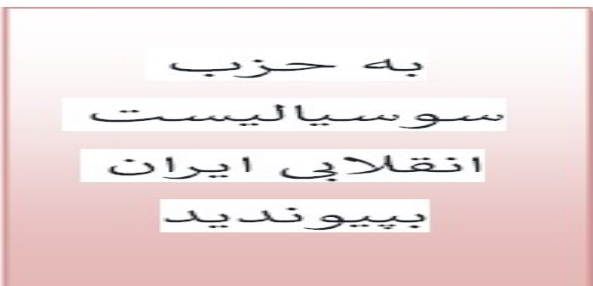 به حزب
سوسیالیست
انقلابی ایران
بپیوندید